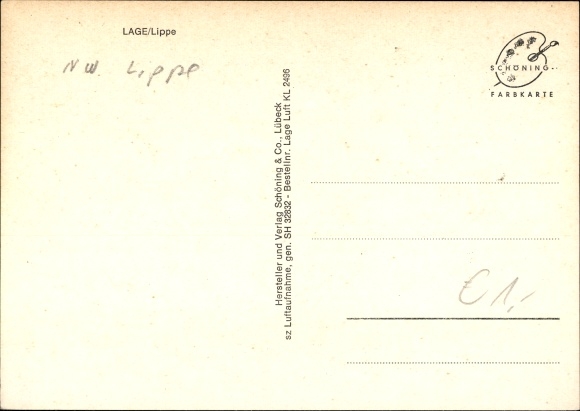 LAGE/Lippe
NW. Lippe
SCHÖNING
FARBKARTE
Hersteller und Verlag Schöning & Co., Lübeck
sz Luftaufnahme, gen. SH 32832 - Bestellnr. Lage Luft KL 2496
€ 1,-